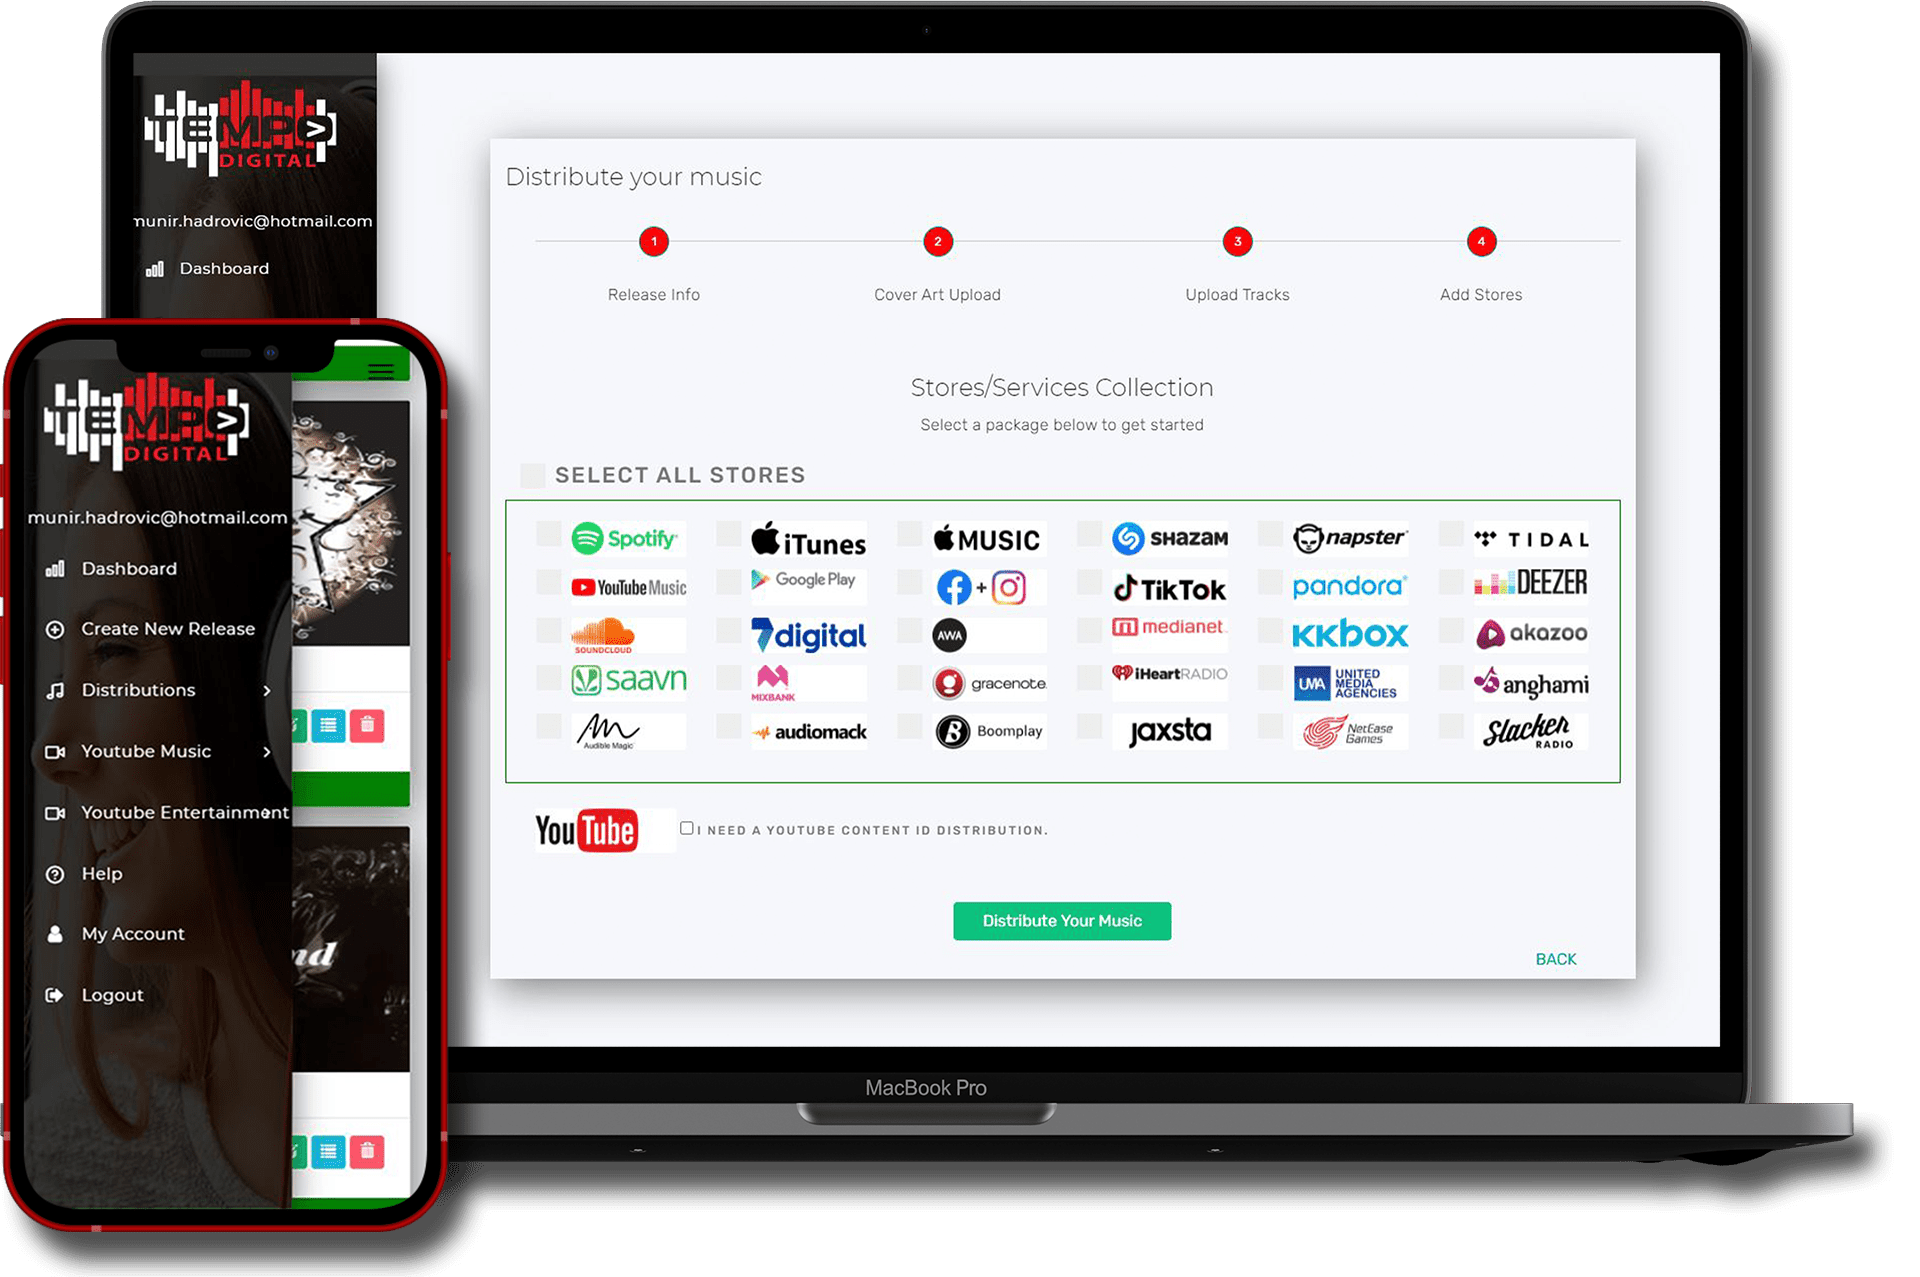 TEMPO
DIGITAL
munir.hadrovic@hotmail.com
Dashboard
Distribute your music
1
2
3
4
Release Info
Cover Art Upload
Upload Tracks
Add Stores
Stores/Services Collection
Select a package below to get started
SELECT ALL STORES
Spotify
iTunes
MUSIC
SHAZAM
napster
TIDAL
YouTube Music
Google Play
+
TikTok
pandora
DEEZER
SOUNDCLOUD
7digital
AWA
medianet
KKBOX
akazoo
saavn
MIXBANK
gracenote
iHeartRADIO
UMA UNITED
MEDIA
AGENCIES
anghami
AM
Audible Magic
audiomack
B Boomplay
jaxsta
NetEase
Games
Slacker
RADIO
YouTube
I NEED A YOUTUBE CONTENT ID DISTRIBUTION.
Distribute Your Music
BACK
MacBook Pro
TEMPO
DIGITAL
munir.hadrovic@hotmail.com
Dashboard
Create New Release
Distributions
Youtube Music
Youtube Entertainment
Help
My Account
Logout
nd